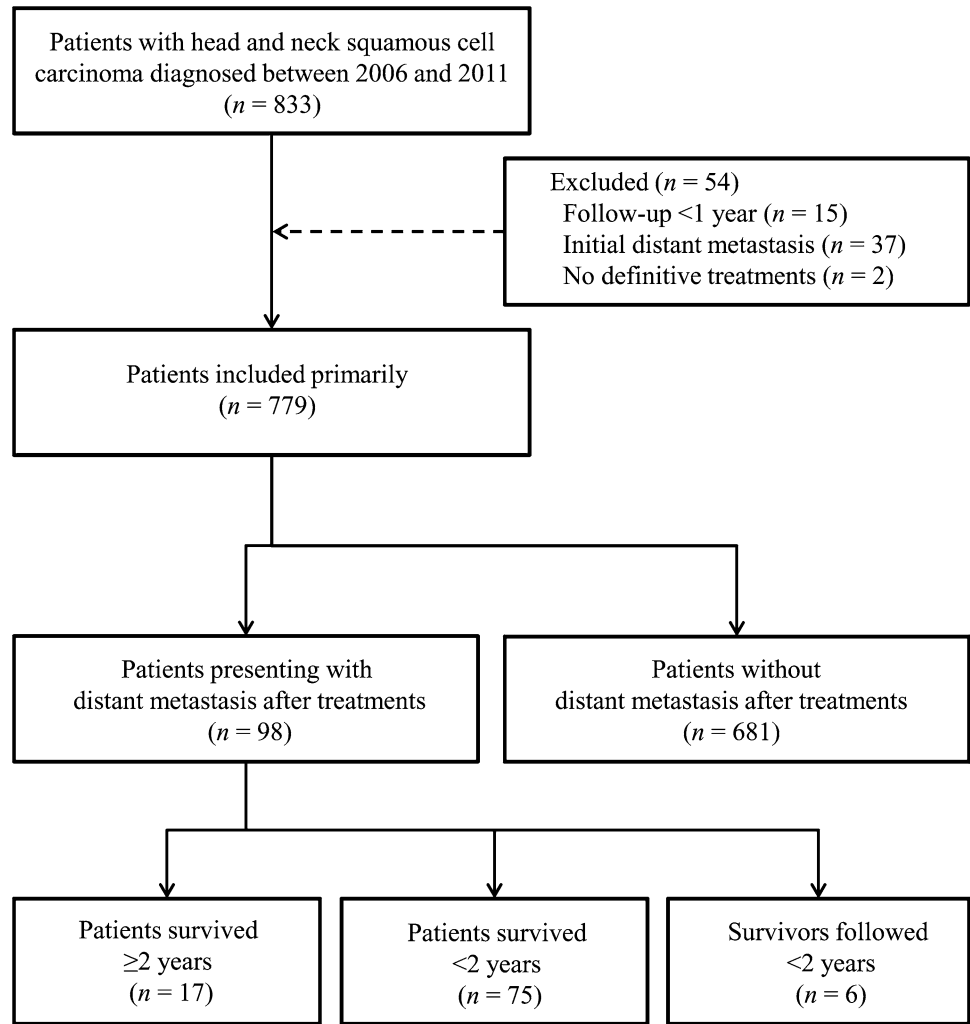 Patients with head and neck squamous cell
carcinoma diagnosed between 2006 and 2011
(n = 833)
Excluded (n = 54)
Follow-up <1 year (n = 15)
Initial distant metastasis (n = 37)
No definitive treatments (n = 2)
Patients included primarily
(n = 779)
Patients presenting with
distant metastasis after treatments
(n = 98)
Patients without
distant metastasis after treatments
(n = 681)
Patients survived
≥2 years
(n = 17)
Patients survived
<2 years
(n = 75)
Survivors followed
<2 years
(n = 6)